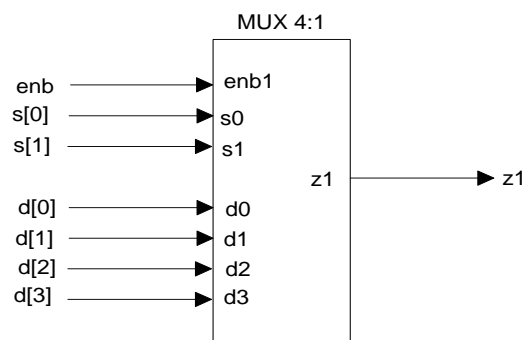 MUX 4:1
enb enb1
s[0] s0
s[1] s1
z1 z1
d[0] d0
d[1] d1
d[2] d2
d[3] d3